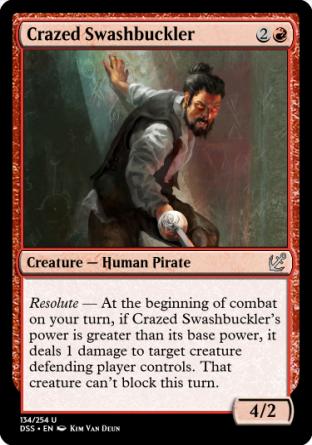 Crazed Swashbuckler 2
Creature — Human Pirate
Resolute — At the beginning of combat
on your turn, if Crazed Swashbuckler's
power is greater than its base power, it
deals 1 damage to target creature
defending player controls. That
creature can't block this turn.
4/2
134/254 U
DSS • EN Kim Van Deun